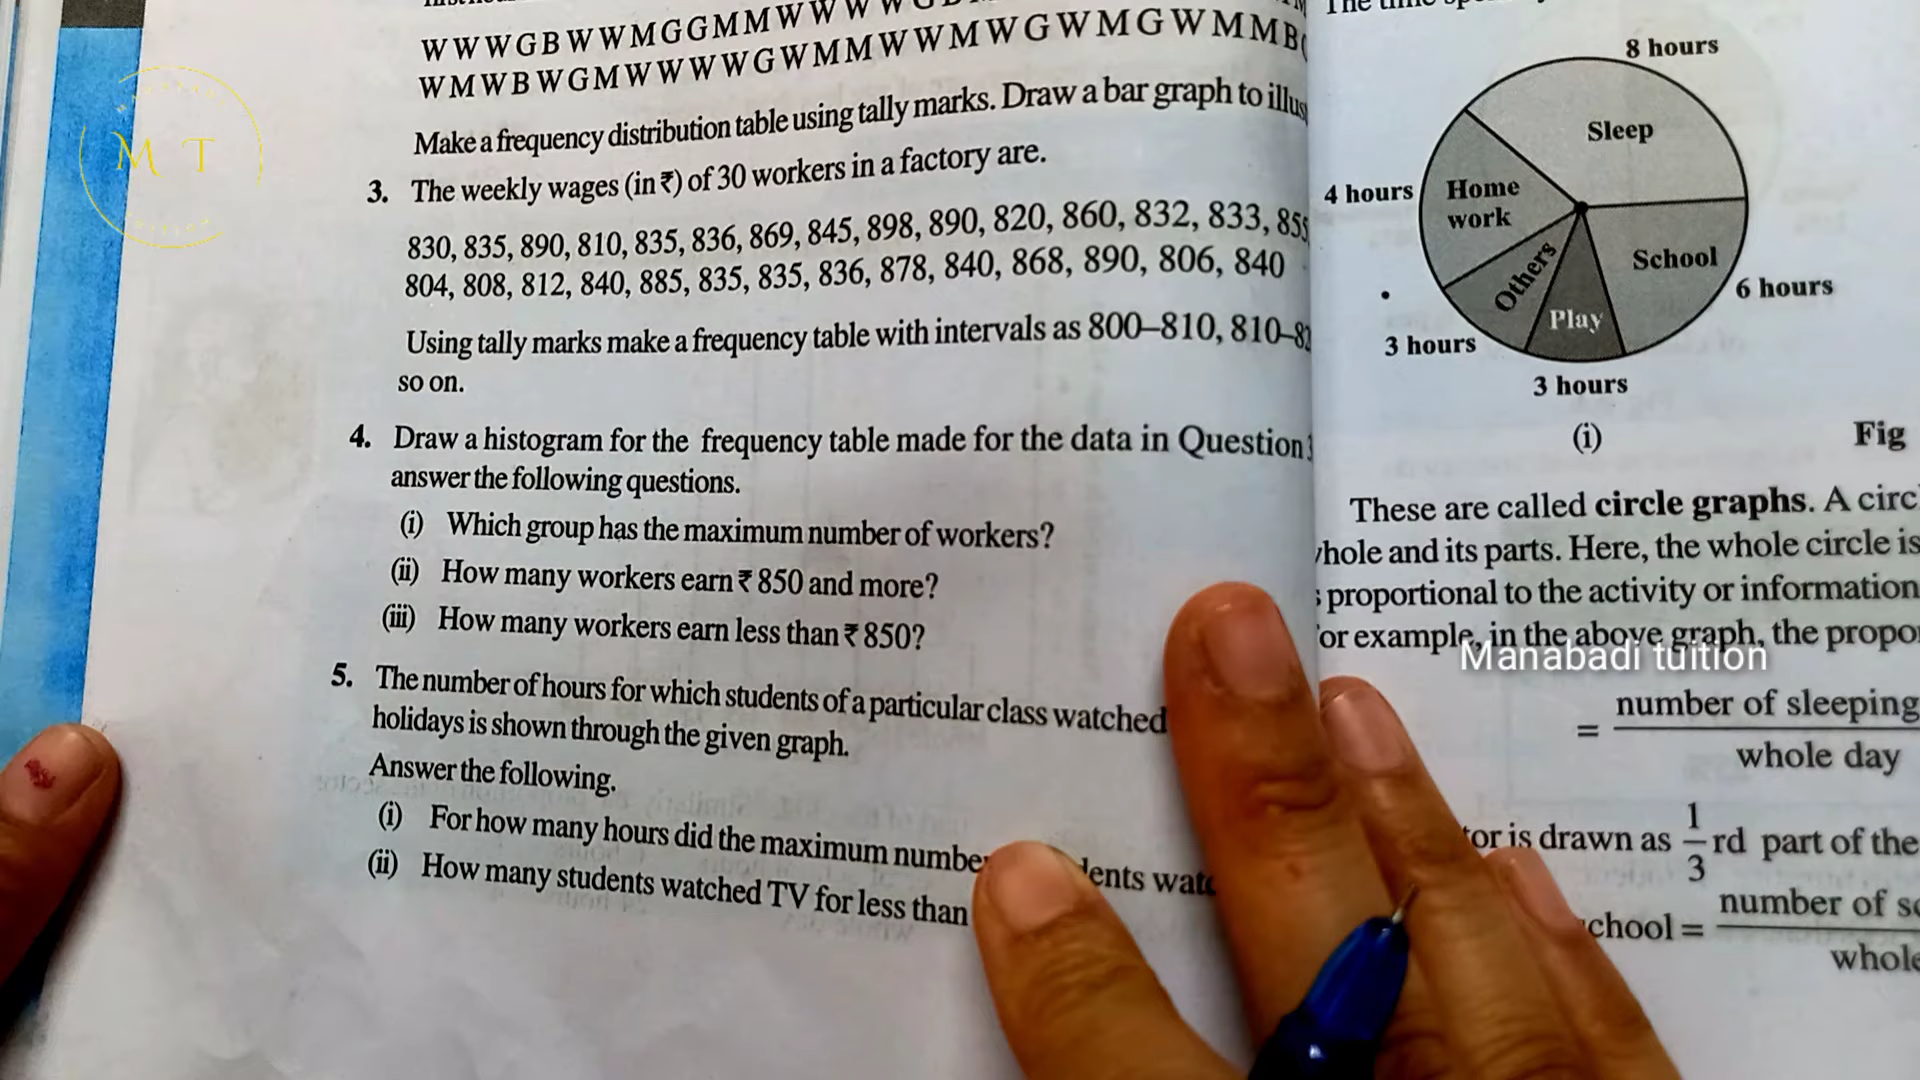 W W W G B W W M G G M M W W W W G
W M W B W G M W W W W G W M M W W M W G W M G W M M B
Make a frequency distribution table using tally marks. Draw a bar graph to
3. The weekly wages (in ₹) of 30 workers in a factory are.
830, 835, 890, 810, 835, 836, 869, 845, 898, 890, 820, 860, 832, 833, 855
804, 808, 812, 840, 885, 835, 835, 836, 878, 840, 868, 890, 806, 840
Using tally marks make a frequency table with intervals as 800–810, 810–
so on.
4. Draw a histogram for the frequency table made for the data in Question
answer the following questions.
(i) Which group has the maximum number of workers?
(ii) How many workers earn ₹ 850 and more?
(iii) How many workers earn less than ₹ 850?
5. The number of hours for which students of a particular class watched
holidays is shown through the given graph.
Answer the following.
(i) For how many hours did the maximum
(ii) How many students watched TV for less than
M T
The time
8 hours
Sleep
4 hours
Home
work
School
6 hours
Others
Play
3 hours
3 hours
(i)
Fig
These are called circle graphs. A
and its parts. Here, the whole circle is
proportional to the activity or information
example, in the above graph, the
Manabadi tuition
= number of sleeping
whole day
is drawn as 1/3 rd part of the
= number of